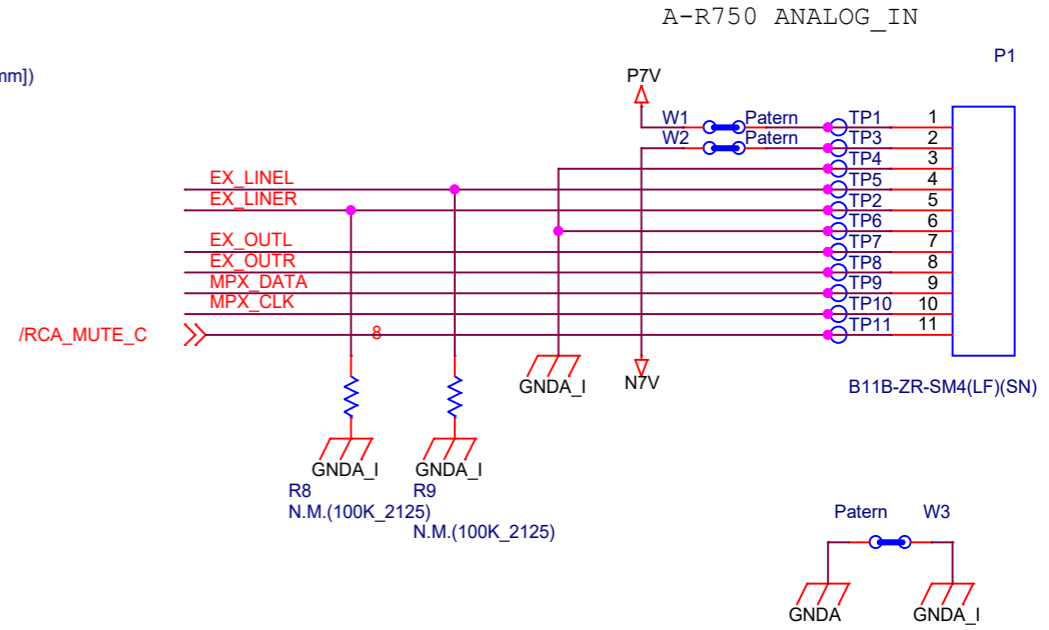 A-R750 ANALOG_IN
P1
mm])
P7V
W1 Patern TP1 1
W2 Patern TP3 2
TP4 3
EX_LINEL TP5 4
EX_LINER TP2 5
TP6 6
EX_OUTL TP7 7
EX_OUTR TP8 8
MPX_DATA TP9 9
MPX_CLK TP10 10
/RCA_MUTE_C 8 TP11 11
GNDA_I N7V B11B-ZR-SM4(LF)(SN)
GNDA_I GNDA_I
R8 R9
N.M.(100K_2125)
N.M.(100K_2125)
Patern W3
GNDA GNDA_I